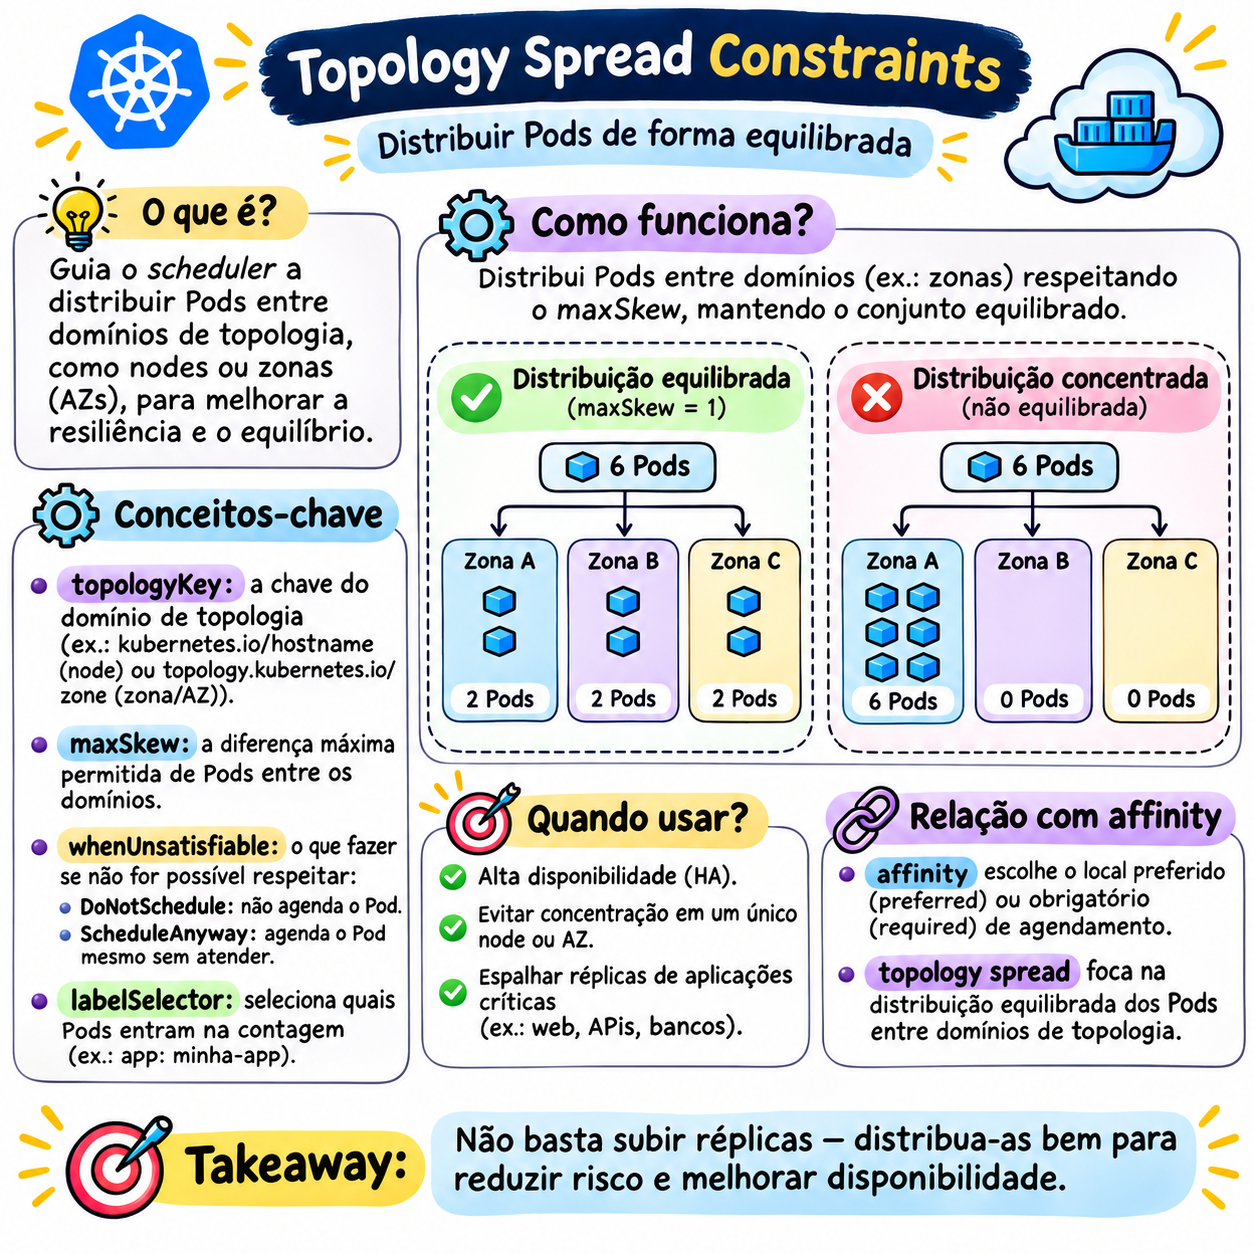 Topology Spread Constraints
Distribuir Pods de forma equilibrada
O que é?
Guia o scheduler a
distribuir Pods entre
domínios de topologia,
como nodes ou zonas
(AZs), para melhorar a
resiliência e o equilíbrio.
Conceitos-chave
topologyKey: a chave do
domínio de topologia
(ex.: kubernetes.io/hostname
(node) ou topology.kubernetes.io/
zone (zona/AZ)).
maxSkew: a diferença máxima
permitida de Pods entre os
domínios.
whenUnsatisfiable: o que fazer
se não for possível respeitar:
DoNotSchedule: não agenda o Pod.
ScheduleAnyway: agenda o Pod
mesmo sem atender.
labelSelector: seleciona quais
Pods entram na contagem
(ex.: app: minha-app).
Como funciona?
Distribui Pods entre domínios (ex.: zonas) respeitando
o maxSkew, mantendo o conjunto equilibrado.
Distribuição equilibrada
(maxSkew = 1)
6 Pods
Zona A
Zona B
Zona C
2 Pods
2 Pods
2 Pods
Distribuição concentrada
(não equilibrada)
6 Pods
Zona A
Zona B
Zona C
6 Pods
0 Pods
0 Pods
Quando usar?
Alta disponibilidade (HA).
Evitar concentração em um único
node ou AZ.
Espalhar réplicas de aplicações
críticas
(ex.: web, APis, bancos).
Relação com affinity
affinity escolhe o local preferido
(preferred) ou obrigatório
(required) de agendamento.
topology spread foca na
distribuição equilibrada dos Pods
entre domínios de topologia.
Takeaway:
Não basta subir réplicas – distribua-as bem para
reduzir risco e melhorar disponibilidade.